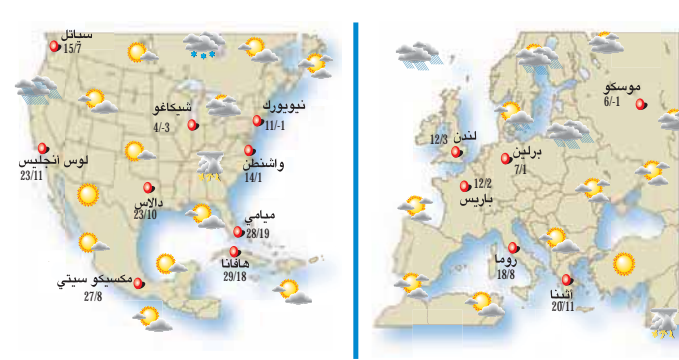 سياتل
15/7
شيكاغو
4/-3
نيويورك
11/-1
لوس انجليس
23/11
واشنطن
14/1
دالاس
23/10
ميامي
28/19
هافانا
29/18
مكسيكو سيتي
27/8
موسكو
6/-1
لندن 12/3
برلين
7/1
12/2
باريس
روما
18/8
أثينا
20/11